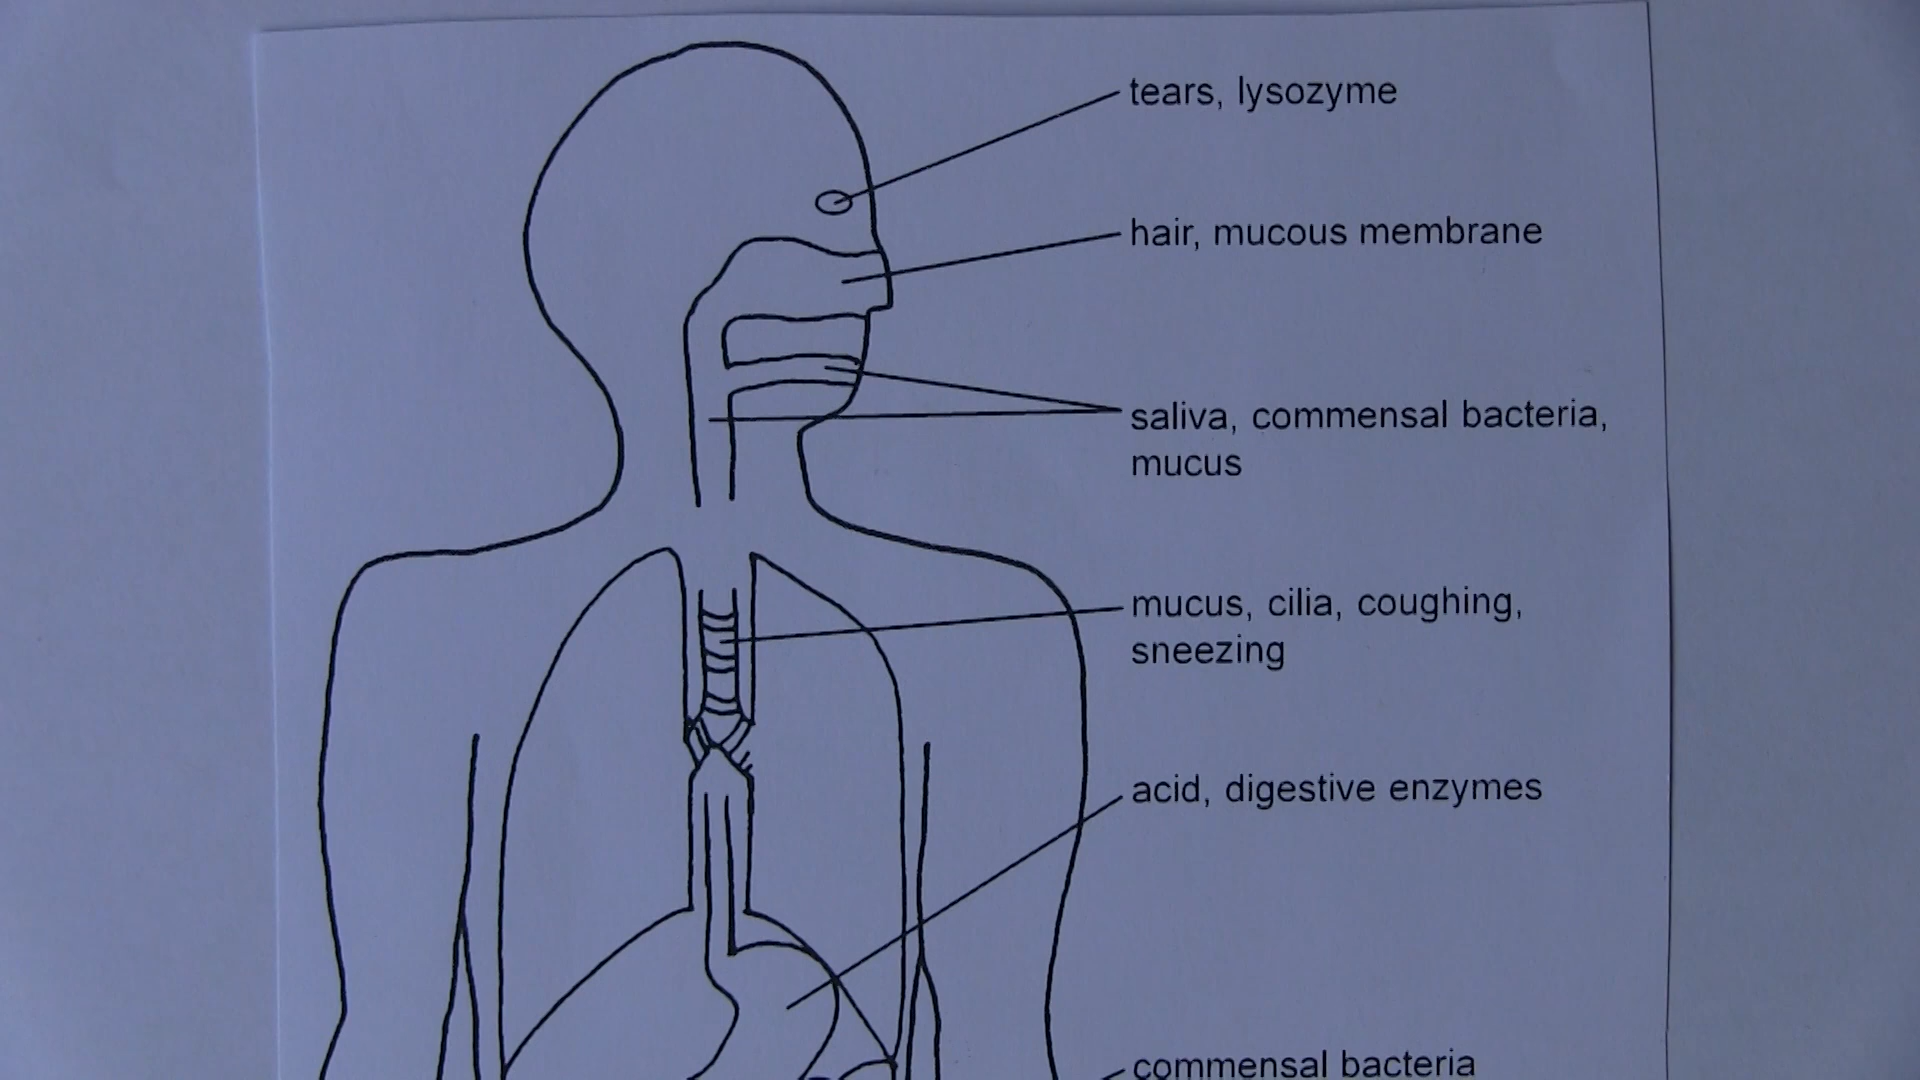 tears, lysozyme
hair, mucous membrane
saliva, commensal bacteria,
mucus
mucus, cilia, coughing,
sneezing
acid, digestive enzymes
commensal bacteria